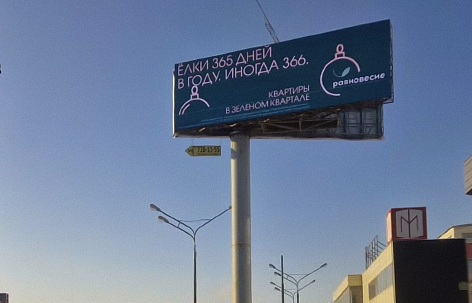 ЁЛКИ 365 ДНЕЙ
В ГОДУ. ИНОГДА 366.
равновесие
КВАРТИРЫ
В ЗЕЛЕНОМ КВАРТАЛЕ